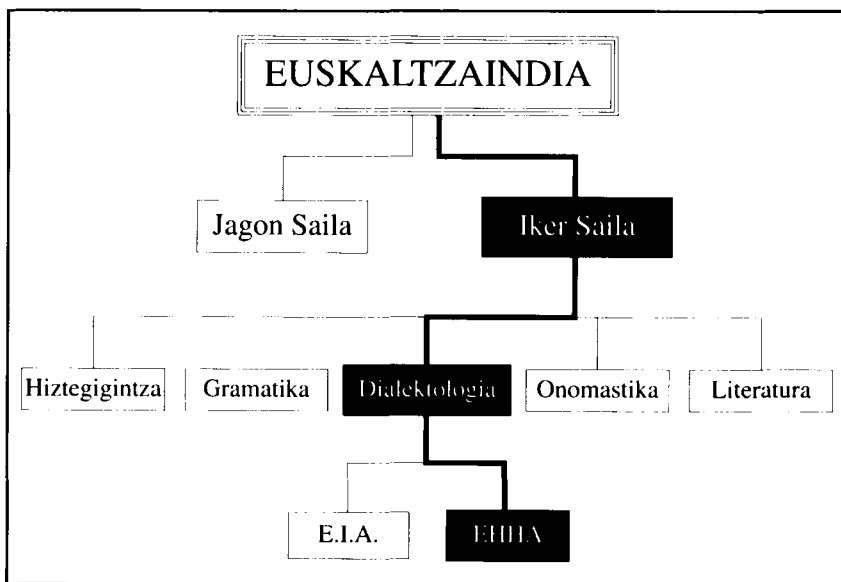 EUSKALTZAINDIA
Jagon Saila
Iker Saila
Hiztegigintza
Gramatika
Dialektologia
Onomastika
Literatura
E.I.A.
EHHA